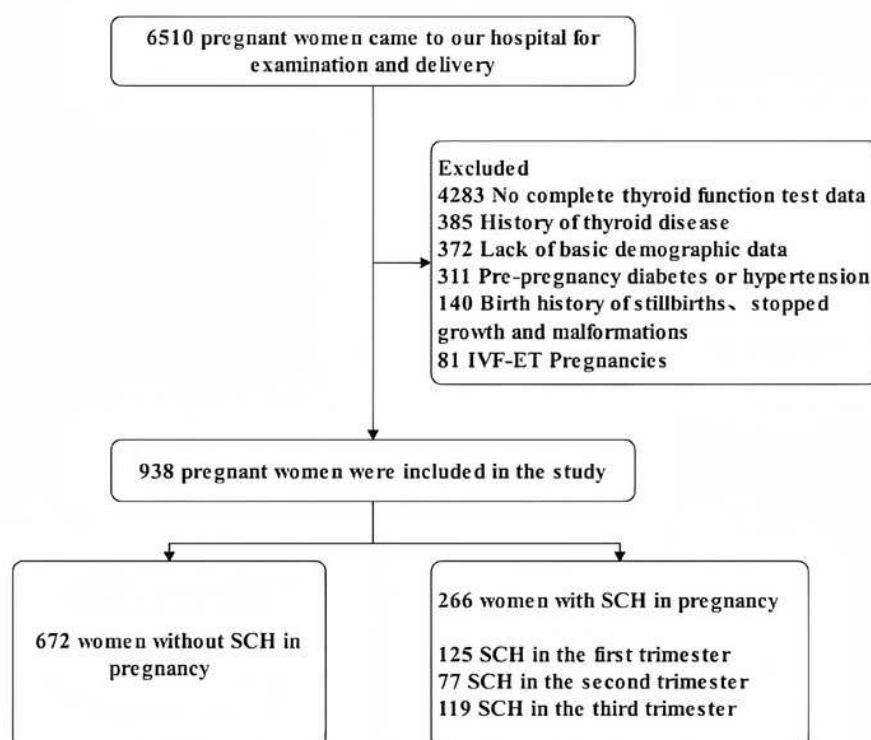 6510 pregnant women came to our hospital for
examination and delivery
Excluded
4283 No complete thyroid function test data
385 History of thyroid disease
372 Lack of basic demographic data
311 Pre-pregnancy diabetes or hypertension
140 Birth history of stillbirths、stopped
growth and malformations
81 IVF-ET Pregnancies
938 pregnant women were included in the study
672 women without SCH in
pregnancy
266 women with SCH in pregnancy
125 SCH in the first trimester
77 SCH in the second trimester
119 SCH in the third trimester